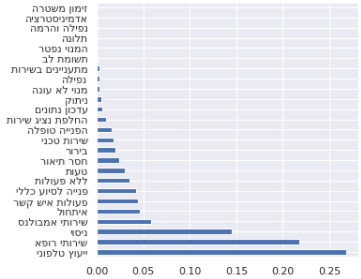 זימון משטרה
אדמיניסטרציה
נפילה והרמה
תלונה
המנוי נפטר
תשומת לב
מתעניינים בשירות
נפילה
מנוי לא עונה
ניתוק
עדכון נתונים
החלפת נציג שירות
הפנייה טופלה
שירות טכני
בירור
חסר תיאור
טעות
ללא פעולות
פנייה לסיוע כללי
פעולות איש קשר
איתחול
שירותי אמבולנס
ניסוי
שירותי רופא
ייעוץ טלפוני
0.00 0.05 0.10 0.15 0.20 0.25